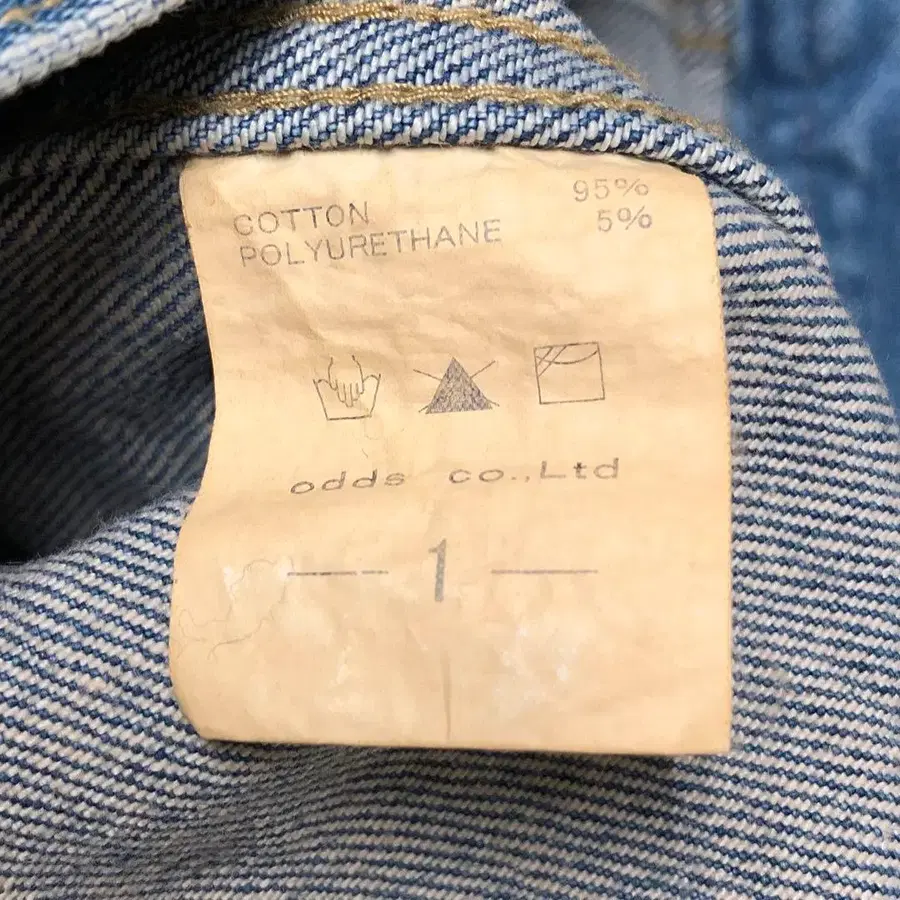 COTTON 95%
POLYURETHANE 5%
odds co.,Ltd
1